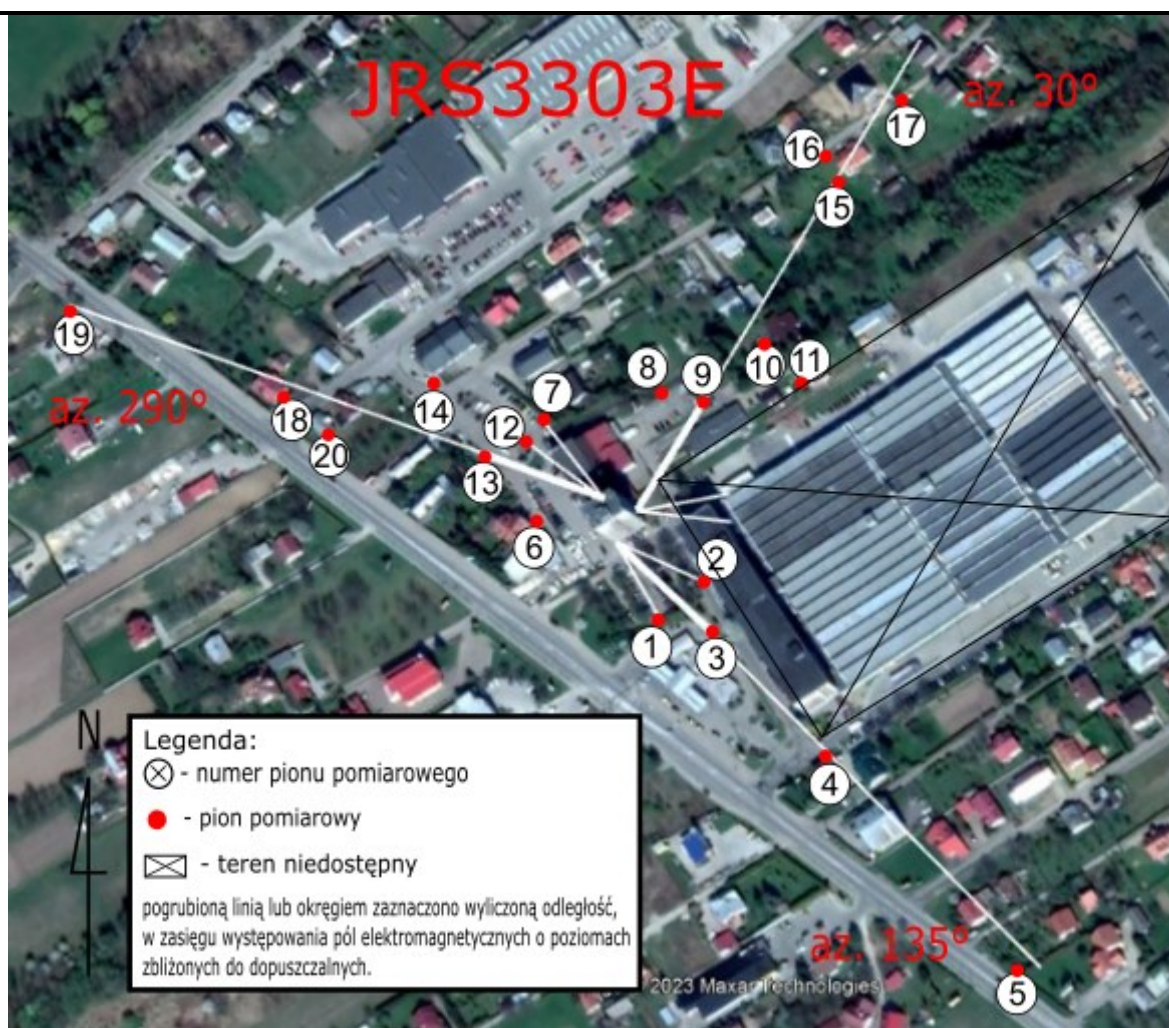 JRS3303E
az. 30°
17
16
15
19
10
11
8
9
7
az. 290°
18
14
12
20
13
6
2
1
3
4
N
Legenda:
- numer pionu pomiarowego
- pion pomiarowy
- teren niedostępny
pogrubioną linią lub okręgiem zaznaczono wyliczoną odległość,
w zasięgu występowania pól elektromagnetycznych o poziomach
zbliżonych do dopuszczalnych.
az. 135°
2023 Maxar Technologies
5